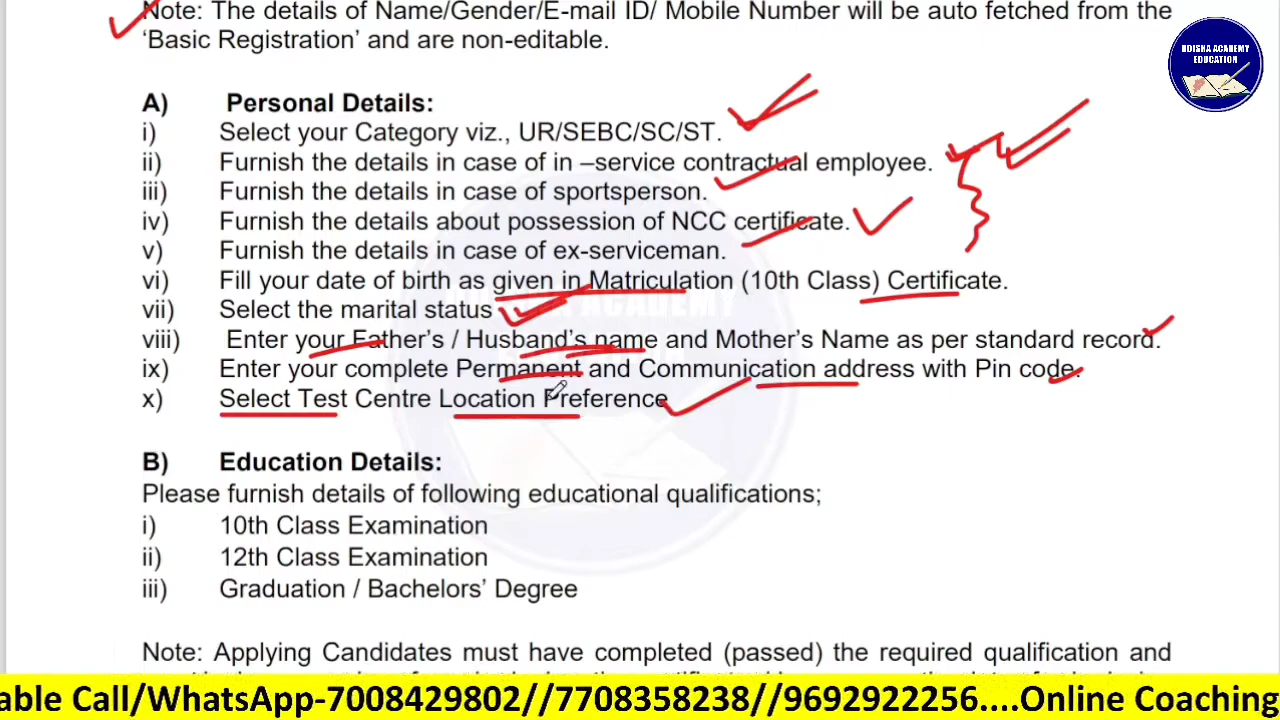 Note: The details of Name/Gender/E-mail ID/ Mobile Number will be auto fetched from the
‘Basic Registration’ and are non-editable.
ODISHA ACADEMY
EDUCATION
A) Personal Details:
i) Select your Category viz., UR/SEBC/SC/ST.
ii) Furnish the details in case of in –service contractual employee.
iii) Furnish the details in case of sportsperson.
iv) Furnish the details about possession of NCC certificate.
v) Furnish the details in case of ex-serviceman.
vi) Fill your date of birth as given in Matriculation (10th Class) Certificate.
vii) Select the marital status
viii) Enter your Father’s / Husband’s name and Mother’s Name as per standard record.
ix) Enter your complete Permanent and Communication address with Pin code.
x) Select Test Centre Location Preference
B) Education Details:
Please furnish details of following educational qualifications;
i) 10th Class Examination
ii) 12th Class Examination
iii) Graduation / Bachelors’ Degree
Note: Applying Candidates must have completed (passed) the required qualification and
able Call/WhatsApp-7008429802//7708358238//9692922256....Online Coaching